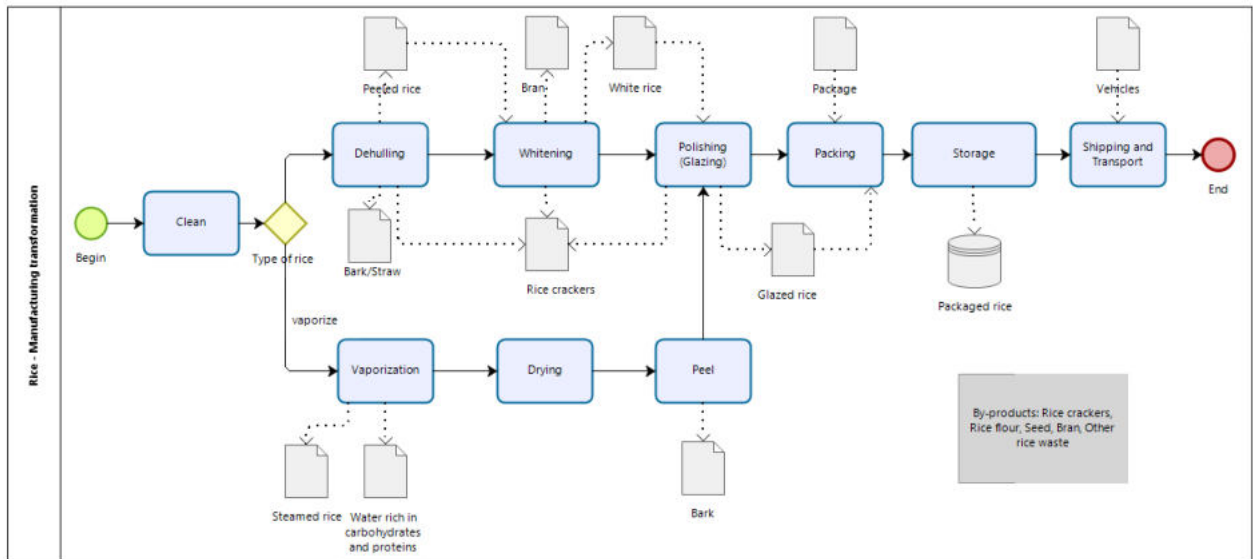 Rice - Manufacturing transformation
Peeled rice
Bran
White rice
Package
Vehicles
Dehulling
Whitening
Polishing
(Glazing)
Packing
Storage
Shipping and
Transport
End
Clean
Begin
Type of rice
Bark/Straw
Rice crackers
Glazed rice
Packaged rice
vaporize
Vaporization
Drying
Peel
By-products: Rice crackers,
Rice flour, Seed, Bran, Other
rice waste
Steamed rice
Water rich in
carbohydrates
and proteins
Bark